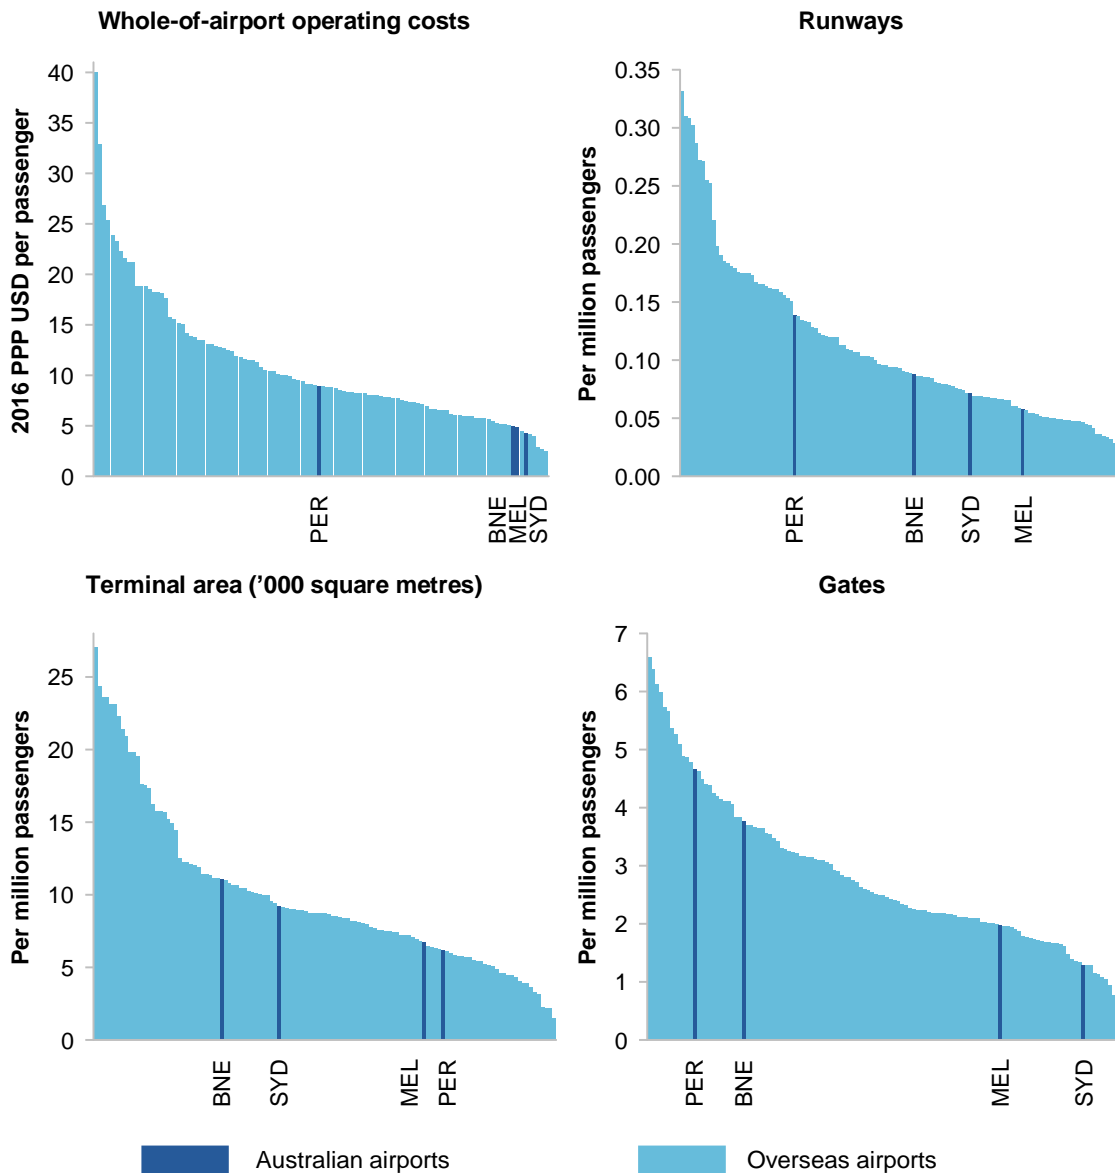 Whole-of-airport operating costs
2016 PPP USD per passenger
40
35
30
25
20
15
10
5
0
PER
BNE
MEL
SYD
Runways
Per million passengers
0.35
0.30
0.25
0.20
0.15
0.10
0.05
0.00
PER
BNE
SYD
MEL
Terminal area (’000 square metres)
Per million passengers
25
20
15
10
5
0
BNE
SYD
MEL
PER
Gates
Per million passengers
7
6
5
4
3
2
1
0
PER
BNE
MEL
SYD
Australian airports
Overseas airports